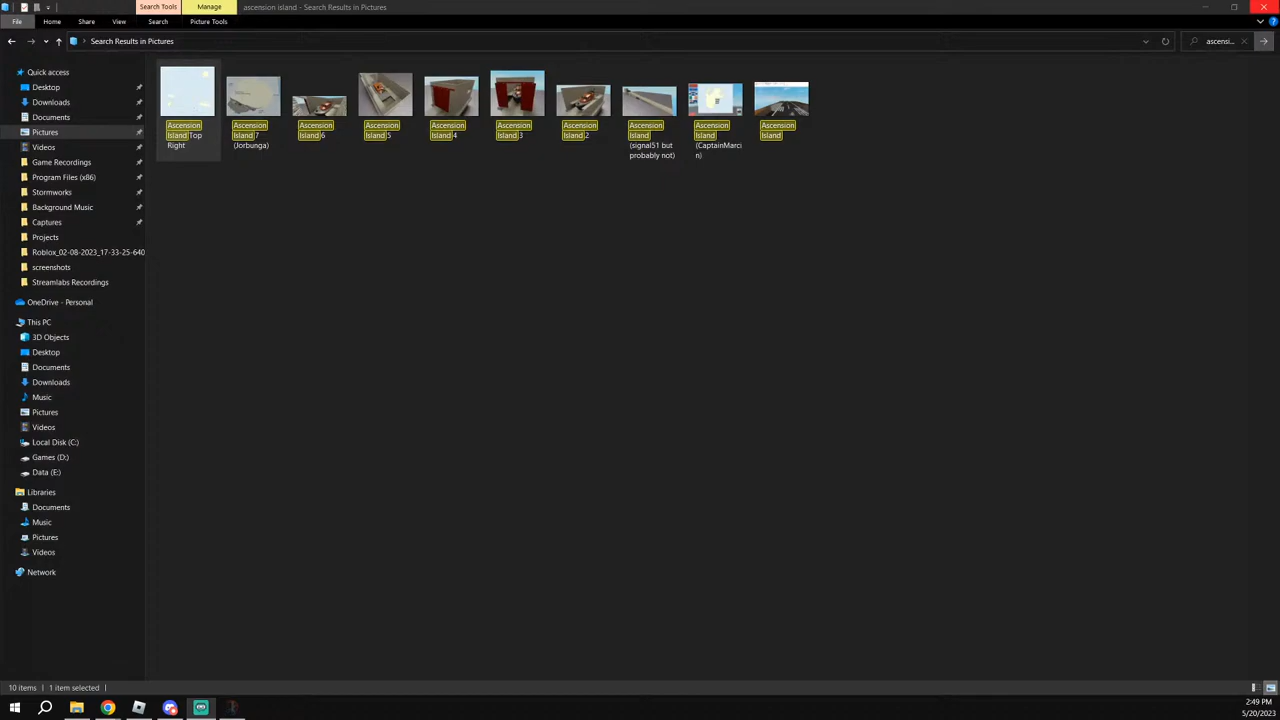 Search Tools
Manage
ascension island - Search Results in Pictures
File
Home
Share
View
Search
Picture Tools
Search Results in Pictures
ascensi...
Quick access
Desktop
Downloads
Documents
Pictures
Videos
Game Recordings
Program Files (x86)
Stormworks
Background Music
Captures
Projects
Roblox_02-08-2023_17-33-25-640
screenshots
Streamlabs Recordings
OneDrive - Personal
This PC
3D Objects
Desktop
Documents
Downloads
Music
Pictures
Videos
Local Disk (C:)
Games (D:)
Data (E:)
Libraries
Documents
Music
Pictures
Videos
Network
Ascension
Island Top
Right
Ascension
Island 7
(Jorbunga)
Ascension
Island 6
Ascension
Island 5
Ascension
Island 4
Ascension
Island 3
Ascension
Island 2
Ascension
Island
(signal51 but
probably not)
Ascension
Island
(CaptainMarci
n)
Ascension
Island
10 items
1 item selected
2:49 PM
5/20/2023